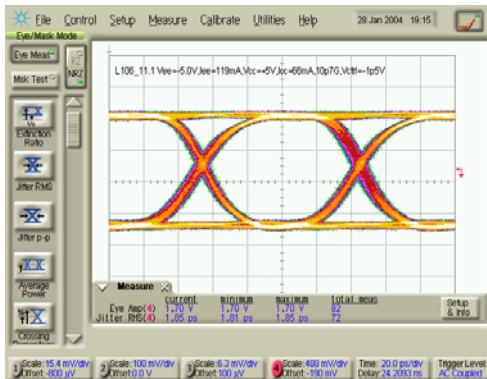 File Control Setup Measure Calibrate Utilities Help 28 Jan 2004 19:15
Eye/Mask Mode
Eye Meas
RZ
NRZ
Msk Test
L106_11.1 Vee=-5.0V,Iee=119mA,Vcc=+5V,Icc=66mA,10p7G,Vctrl=-1p5V
Extinction
Ratio
Jitter RMS
Jitter p-p
Average
Power
Crossing
Measure
current minimum maximum total meas
Eye Amp(4) 1.70 V 1.70 V 1.70 V 82
Jitter RMS(4) 1.85 ps 1.81 ps 1.85 ps 72
Setup
& Info
1 Scale: 15.4 mV/div Offset: -800 µV
2 Scale: 100 mV/div Offset: 0.0 V
3 Scale: 6.3 mV/div Offset: 100 µV
4 Scale: 480 mV/div Offset: -190 mV
Time: 20.0 ps/div Delay: 24.2093 ns
Trigger Level: AC Coupled